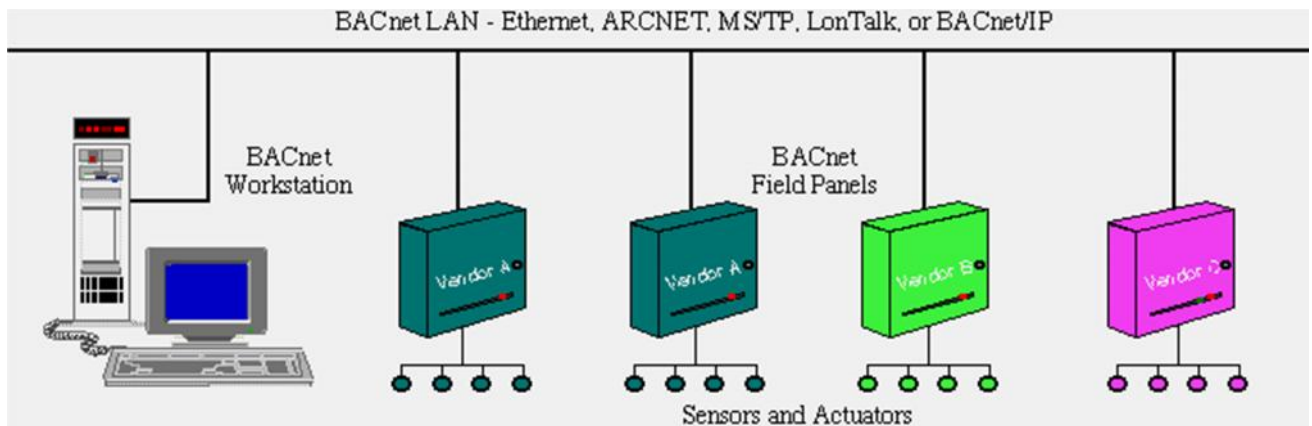 BACnet LAN - Ethernet, ARCNET, MS/TP, LonTalk, or BACnet/IP
BACnet
Workstation
BACnet
Field Panels
Vendor A
Vendor A
Vendor B
Vendor C
Sensors and Actuators